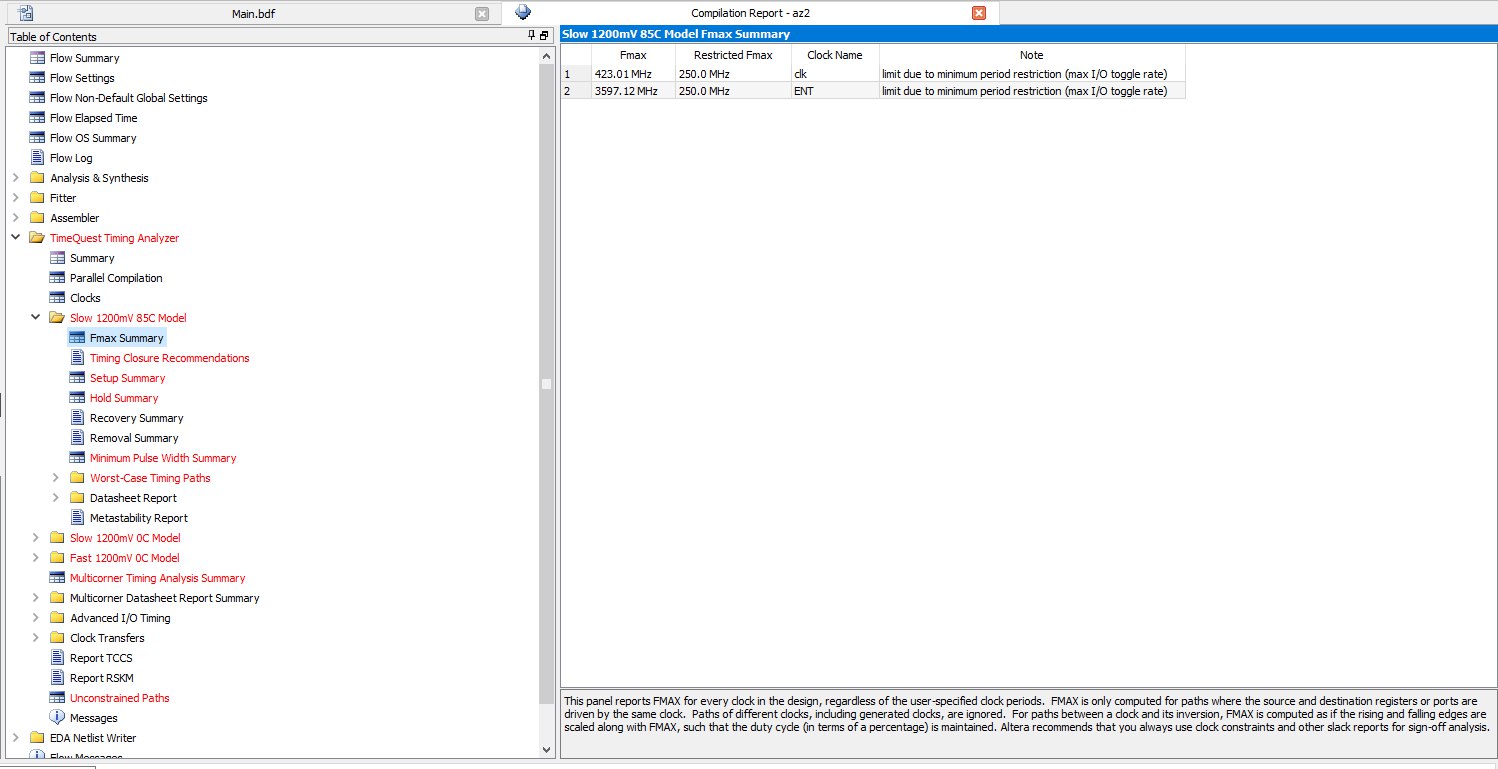 Main.bdf
Compilation Report - az2
Table of Contents
Flow Summary
Flow Settings
Flow Non-Default Global Settings
Flow Elapsed Time
Flow OS Summary
Flow Log
Analysis & Synthesis
Fitter
Assembler
TimeQuest Timing Analyzer
Summary
Parallel Compilation
Clocks
Slow 1200mV 85C Model
Fmax Summary
Timing Closure Recommendations
Setup Summary
Hold Summary
Recovery Summary
Removal Summary
Minimum Pulse Width Summary
Worst-Case Timing Paths
Datasheet Report
Metastability Report
Slow 1200mV 0C Model
Fast 1200mV 0C Model
Multicorner Timing Analysis Summary
Multicorner Datasheet Report Summary
Advanced I/O Timing
Clock Transfers
Report TCCS
Report RSKM
Unconstrained Paths
Messages
EDA Netlist Writer
Flow Messages
Slow 1200mV 85C Model Fmax Summary
Fmax Restricted Fmax Clock Name Note
1 423.01 MHz 250.0 MHz clk limit due to minimum period restriction (max I/O toggle rate)
2 3597.12 MHz 250.0 MHz ENT limit due to minimum period restriction (max I/O toggle rate)
This panel reports FMAX for every clock in the design, regardless of the user-specified clock periods. FMAX is only computed for paths where the source and destination registers or ports are
driven by the same clock. Paths of different clocks, including generated clocks, are ignored. For paths between a clock and its inversion, FMAX is computed as if the rising and falling edges are
scaled along with FMAX, such that the duty cycle (in terms of a percentage) is maintained. Altera recommends that you always use clock constraints and other slack reports for sign-off analysis.